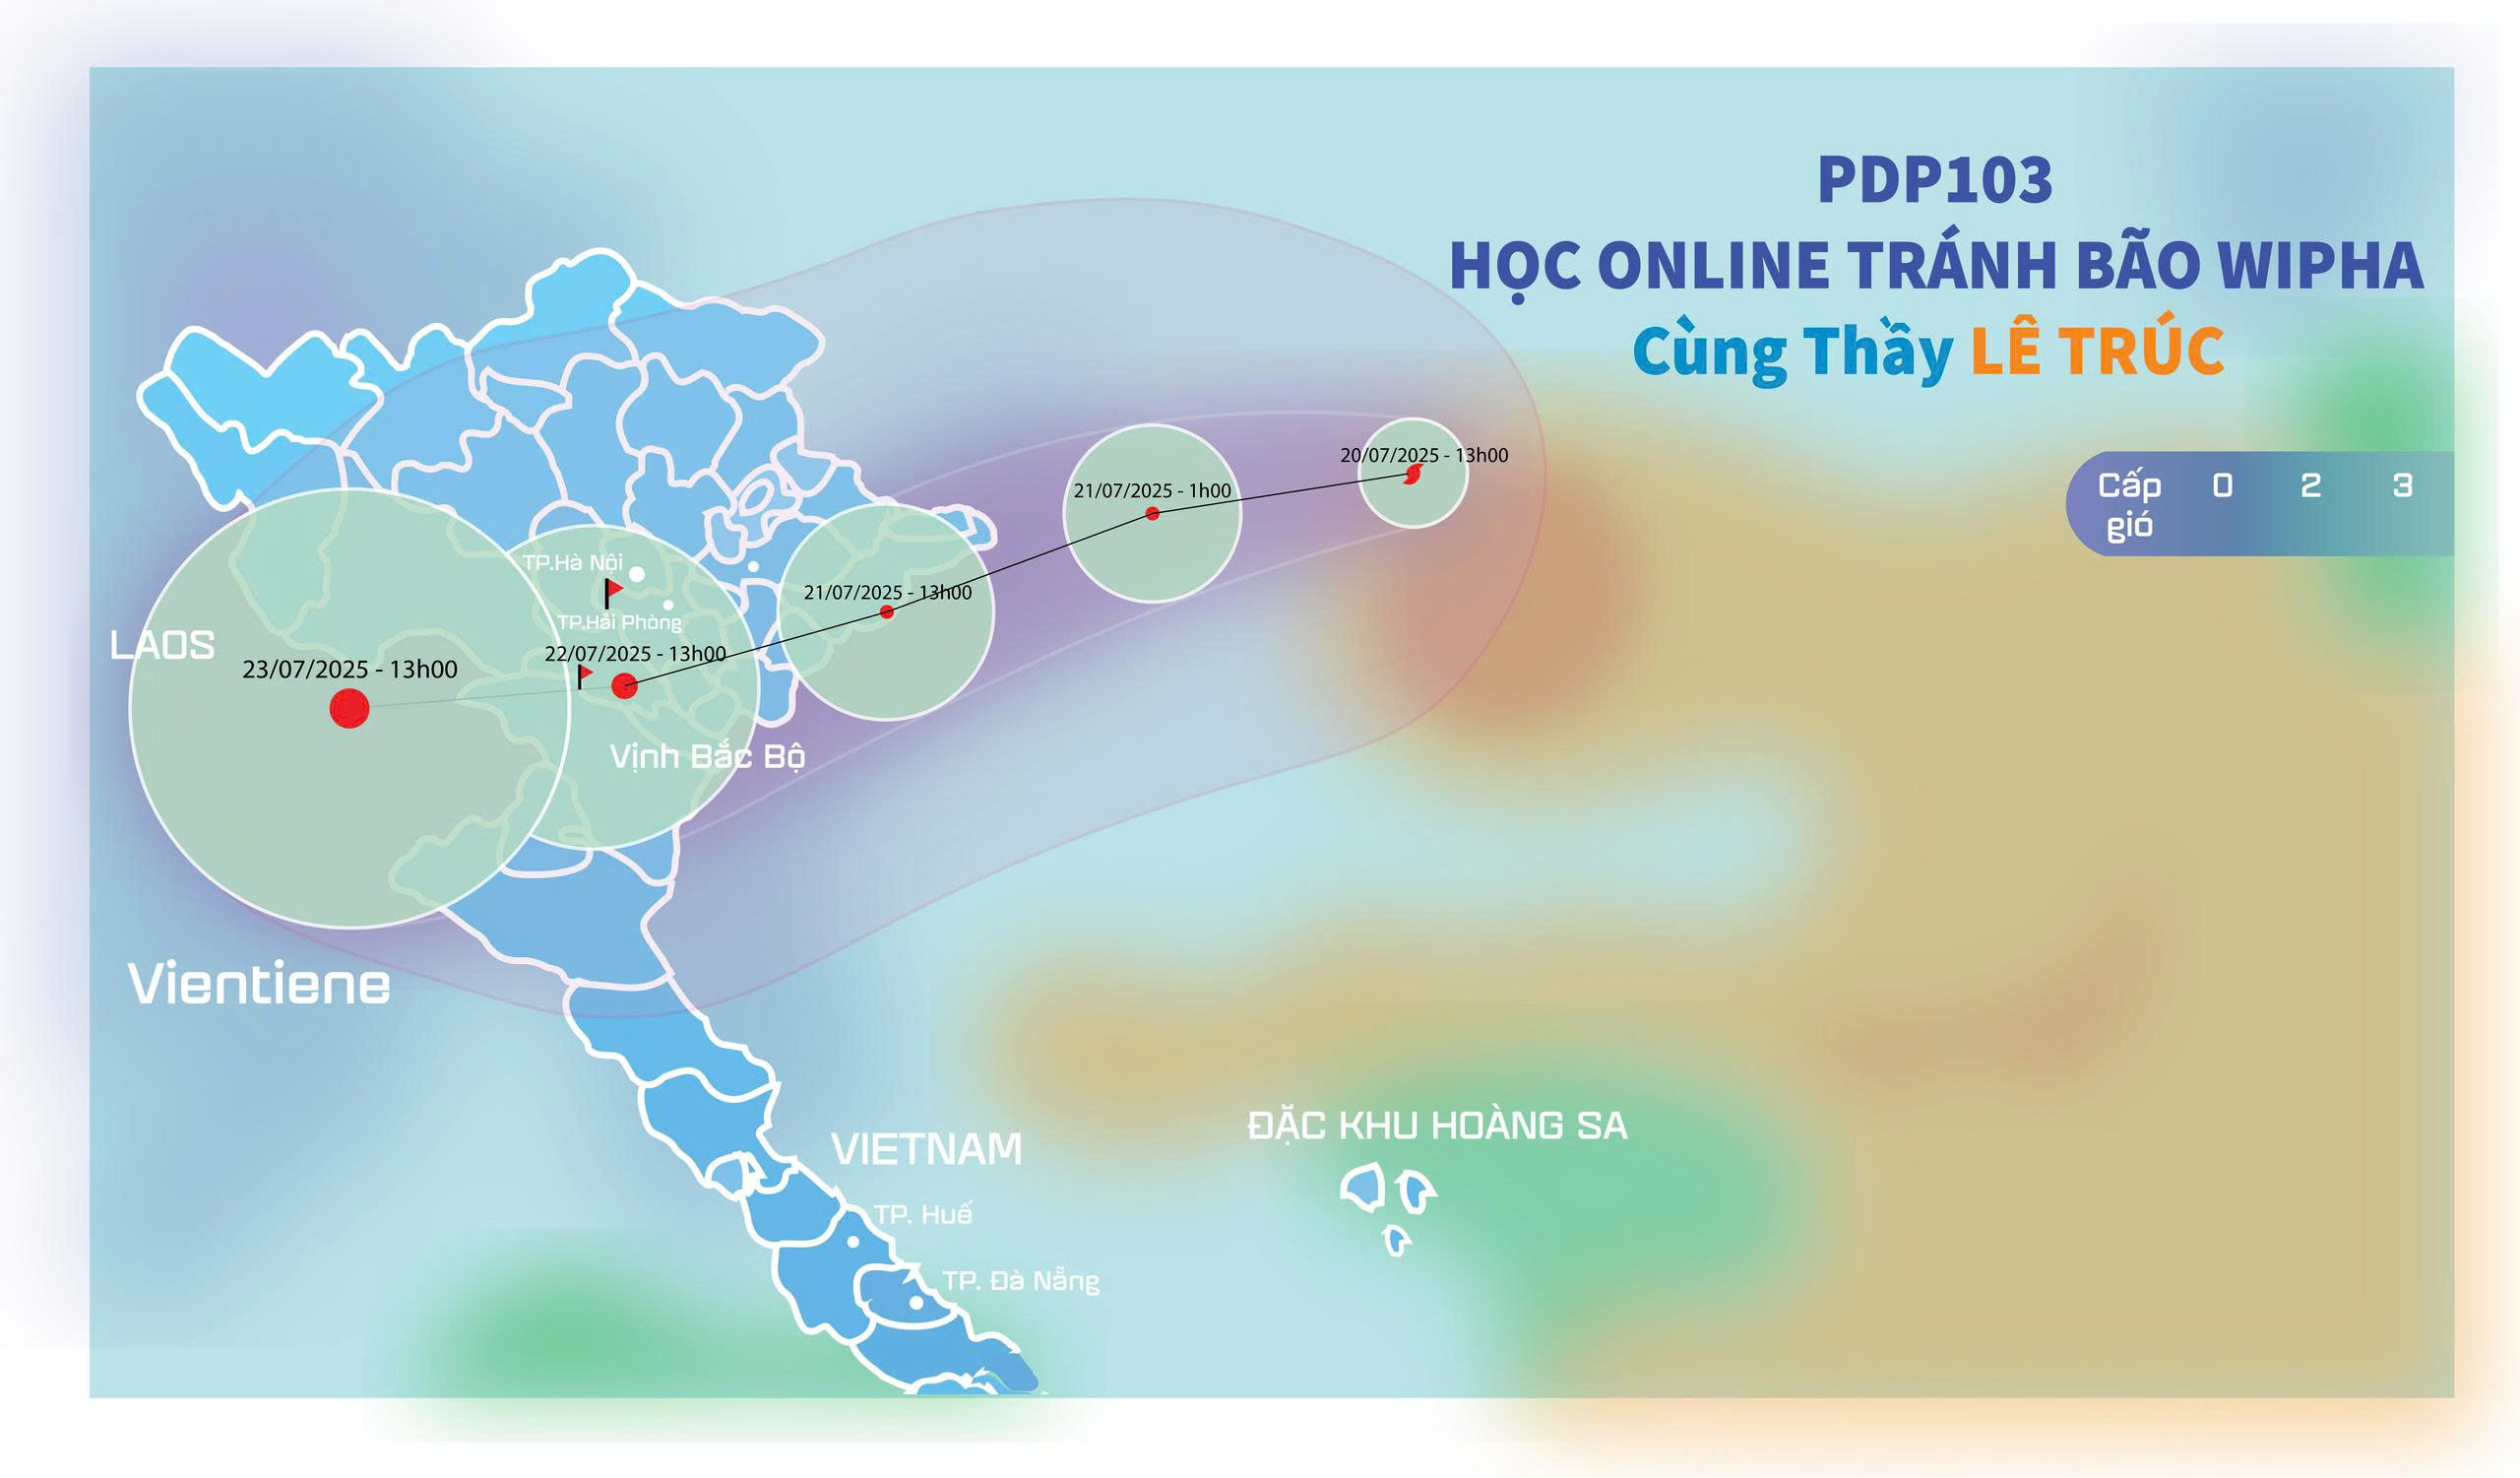 PDP103
HỌC ONLINE TRÁNH BÃO WIPHA
Cùng Thầy LÊ TRÚC
20/07/2025 - 13h00
Cấp gió 0 2 3
21/07/2025 - 1h00
TP.Hà Nội
21/07/2025 - 13h00
TP.Hải Phòng
LAOS
22/07/2025 - 13h00
23/07/2025 - 13h00
Vịnh Bắc Bộ
Vientiene
ĐẶC KHU HOÀNG SA
VIETNAM
TP. Huế
TP. Đà Nẵng